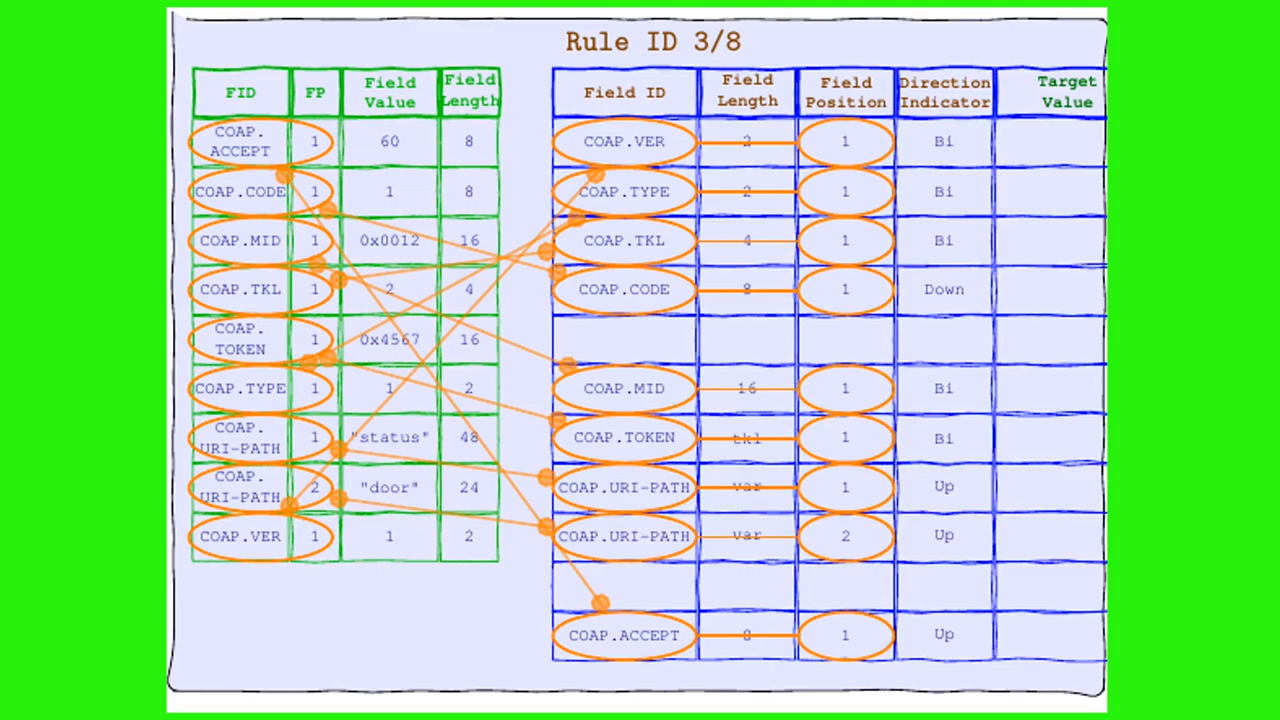 Rule ID 3/8
FID FP Field Value Field Length
COAP. ACCEPT 1 60 8
COAP.CODE 1 1 8
COAP.MID 1 0x0012 16
COAP.TKL 1 2 4
COAP. TOKEN 1 0x4567 16
COAP.TYPE 1 1 2
COAP. URI-PATH 1 "status" 48
COAP. URI-PATH 2 "door" 24
COAP.VER 1 1 2
Field ID Field Length Field Position Direction Indicator Target Value
COAP.VER 2 1 Bi
COAP.TYPE 2 1 Bi
COAP.TKL 4 1 Bi
COAP.CODE 8 1 Down
COAP.MID 16 1 Bi
COAP.TOKEN tkl 1 Bi
COAP.URI-PATH var 1 Up
COAP.URI-PATH var 2 Up
COAP.ACCEPT 8 1 Up